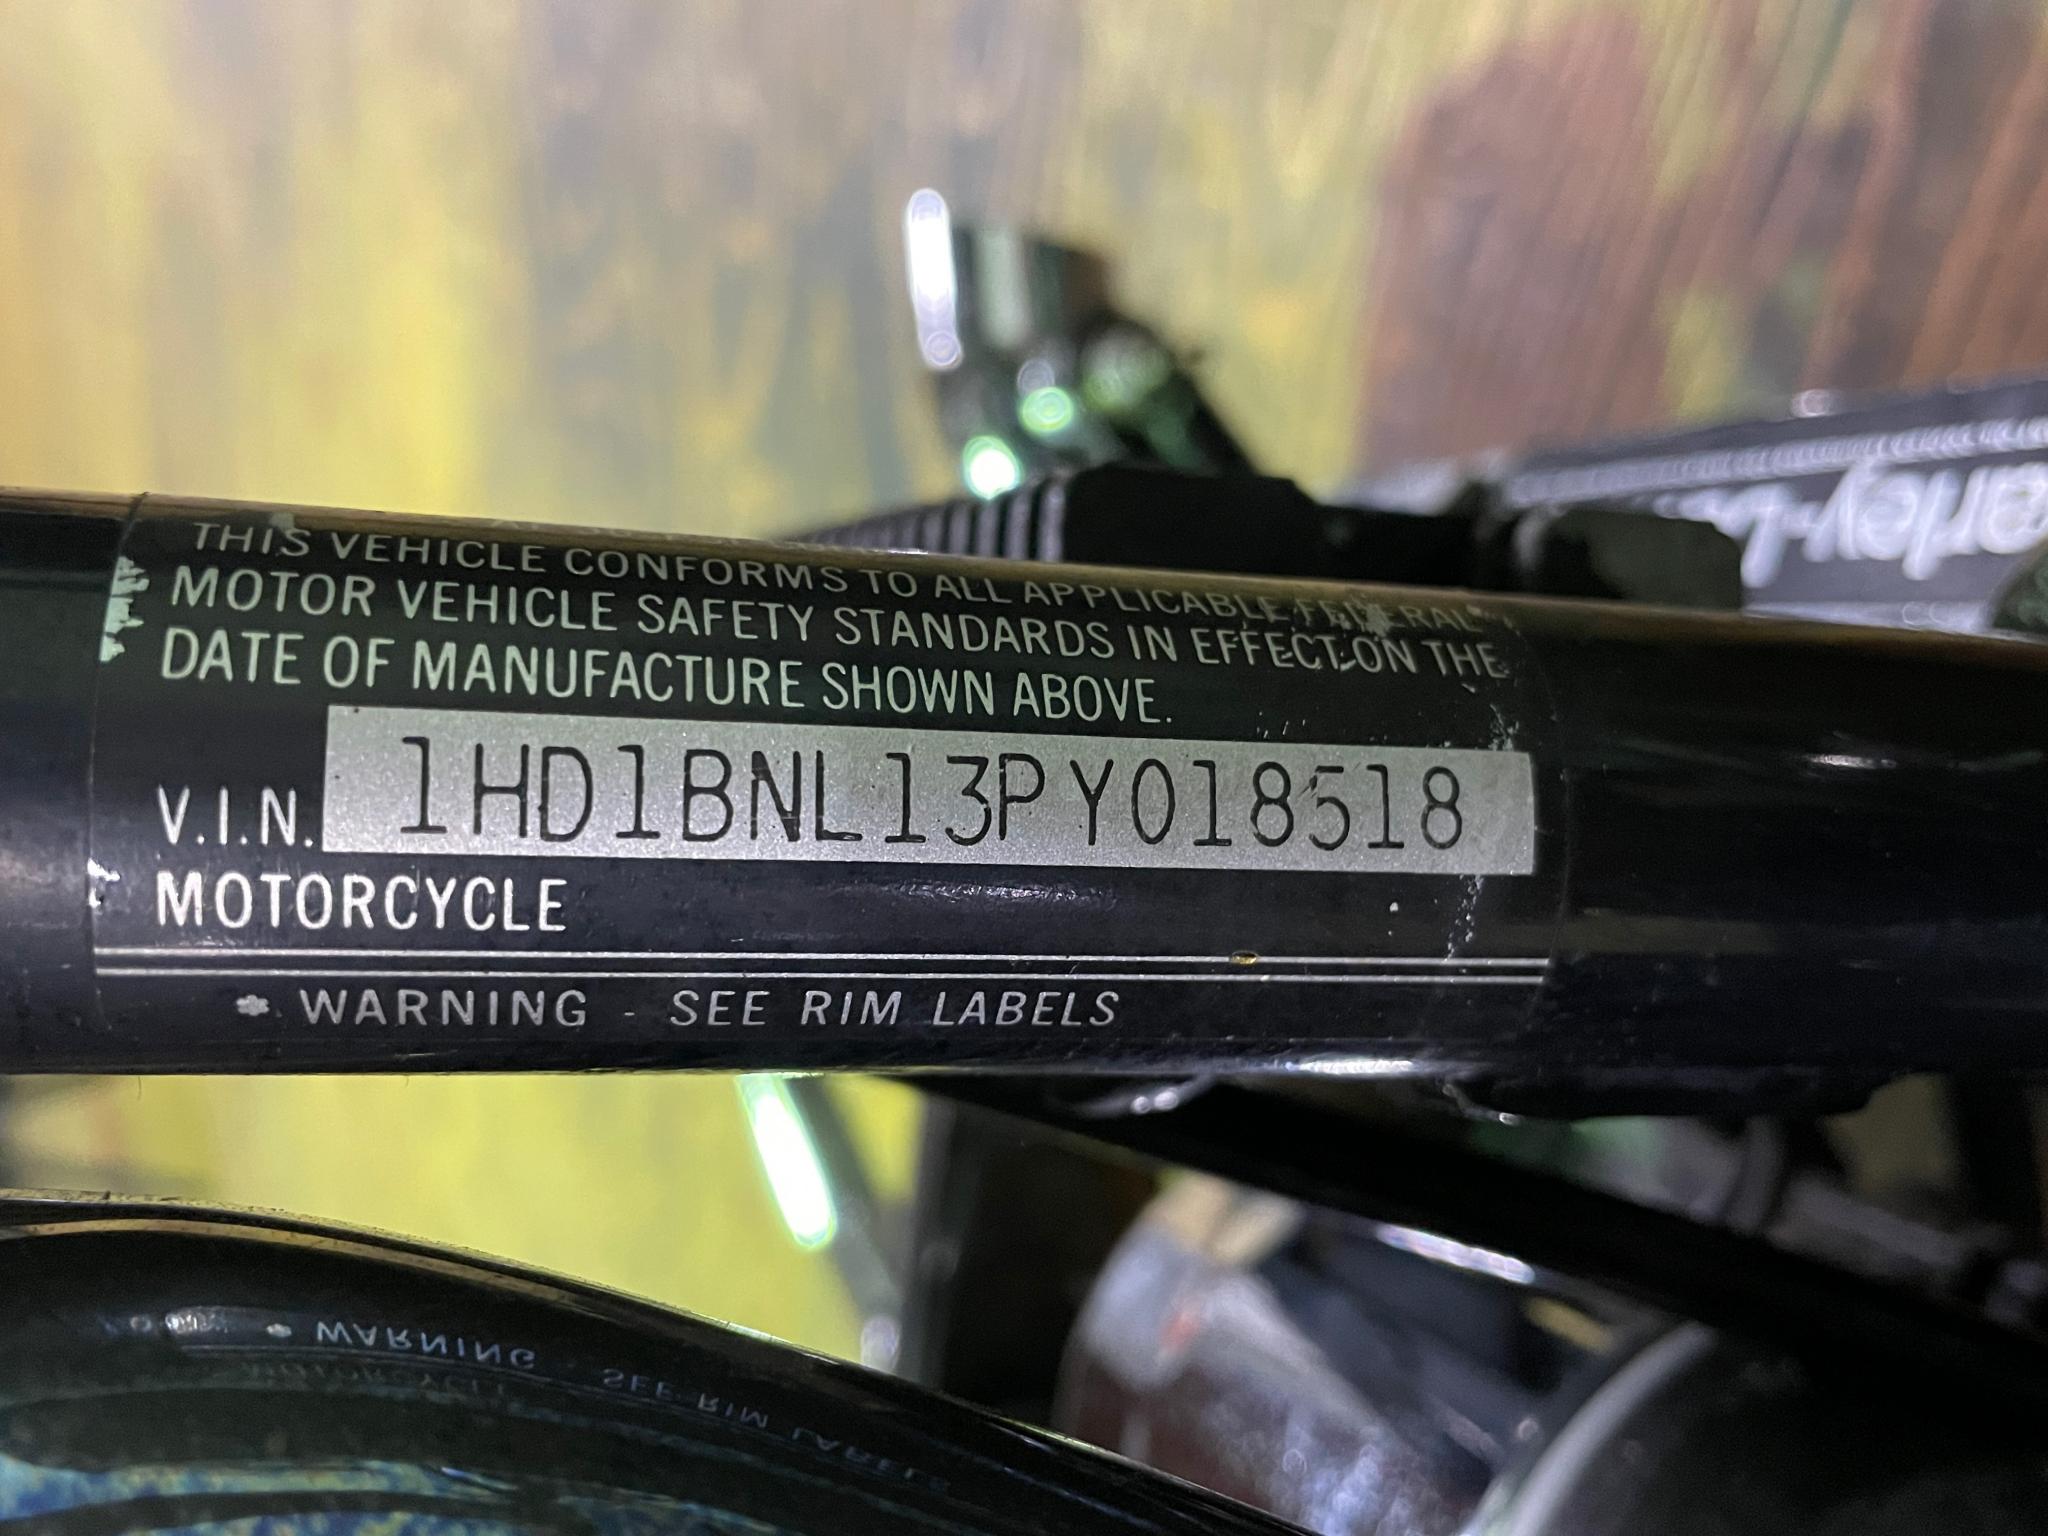 THIS VEHICLE CONFORMS TO ALL APPLICABLE FEDERAL
MOTOR VEHICLE SAFETY STANDARDS IN EFFECT ON THE
DATE OF MANUFACTURE SHOWN ABOVE.
V.I.N. 1HD1BNL13PY018518
MOTORCYCLE
* WARNING - SEE RIM LABELS